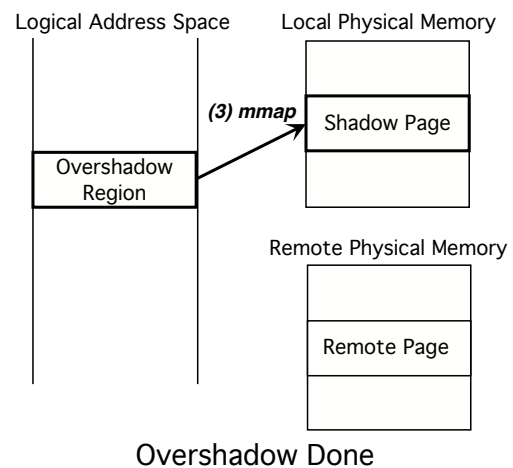 Logical Address Space
Local Physical Memory
(3) mmap
Shadow Page
Overshadow
Region
Remote Physical Memory
Remote Page
Overshadow Done